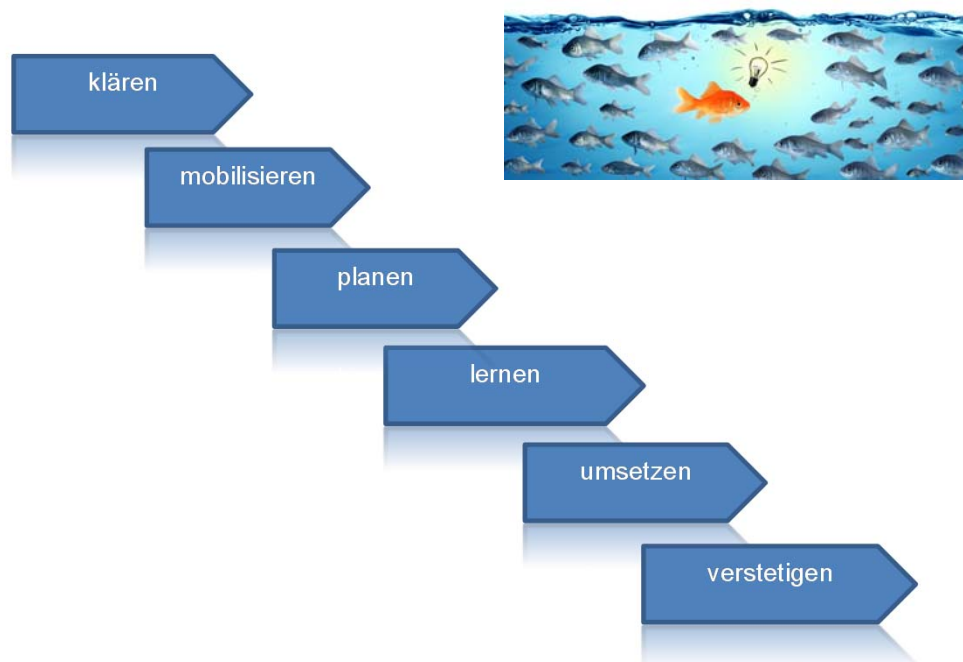 klären
mobilisieren
planen
lernen
umsetzen
verstetigen